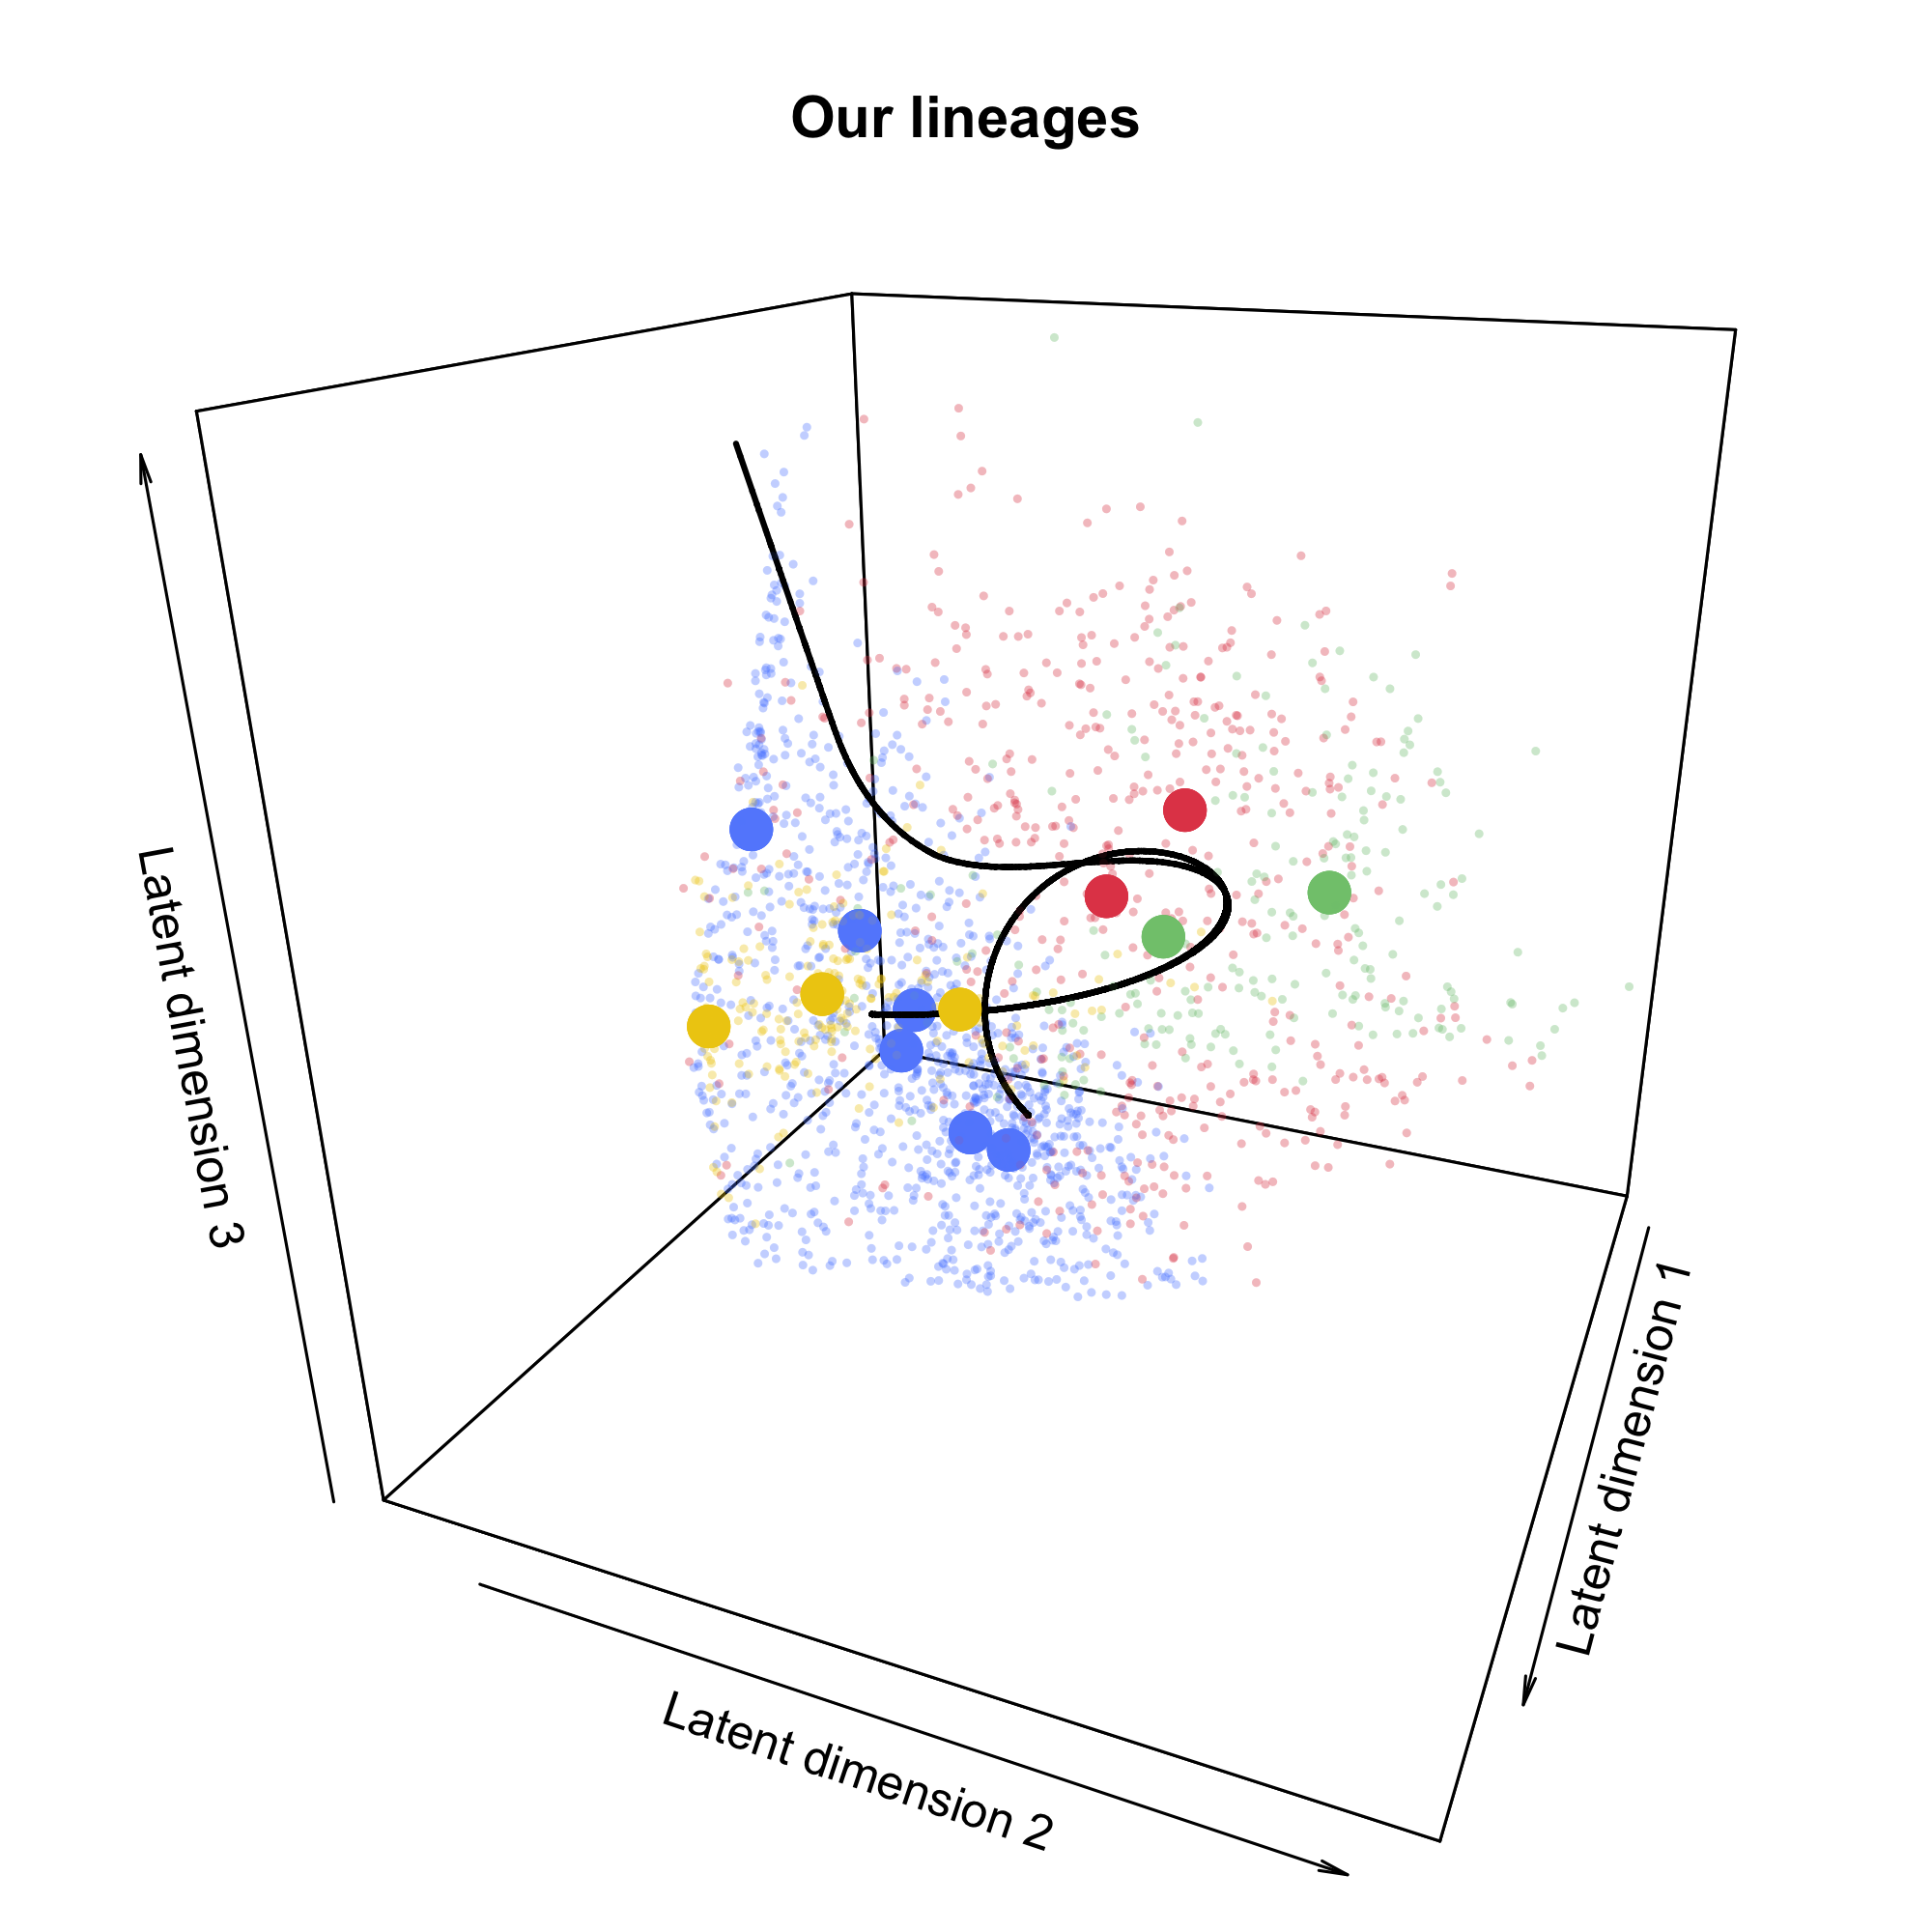 Our lineages
Latent dimension 3
Latent dimension 1
Latent dimension 2